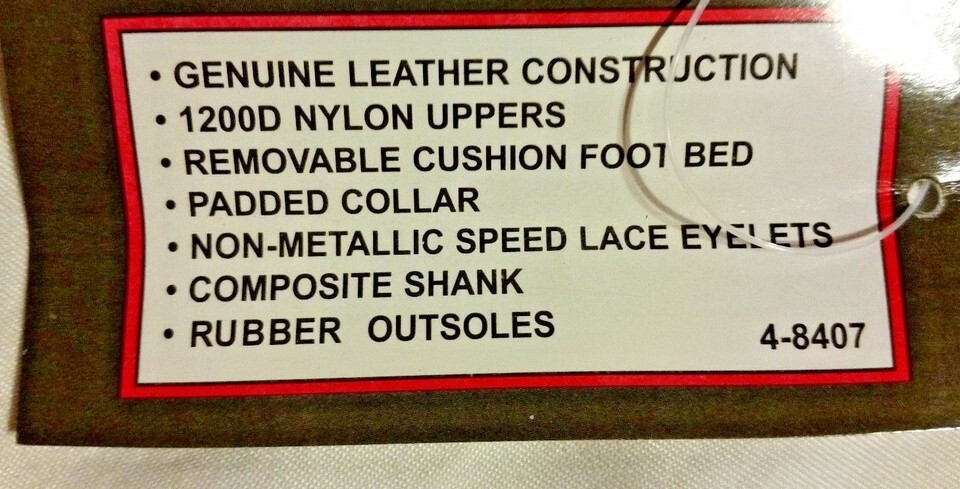 • GENUINE LEATHER CONSTRUCTION
• 1200D NYLON UPPERS
• REMOVABLE CUSHION FOOT BED
• PADDED COLLAR
• NON-METALLIC SPEED LACE EYELETS
• COMPOSITE SHANK
• RUBBER OUTSOLES
4-8407